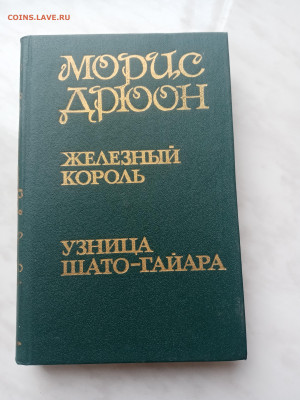 COINS.LAVE.RU
МОРИС
ДРЮОН
ЖЕЛЕЗНЫЙ
КОРОЛЬ
УЗНИЦА
ШАТО-ГАЙАРА